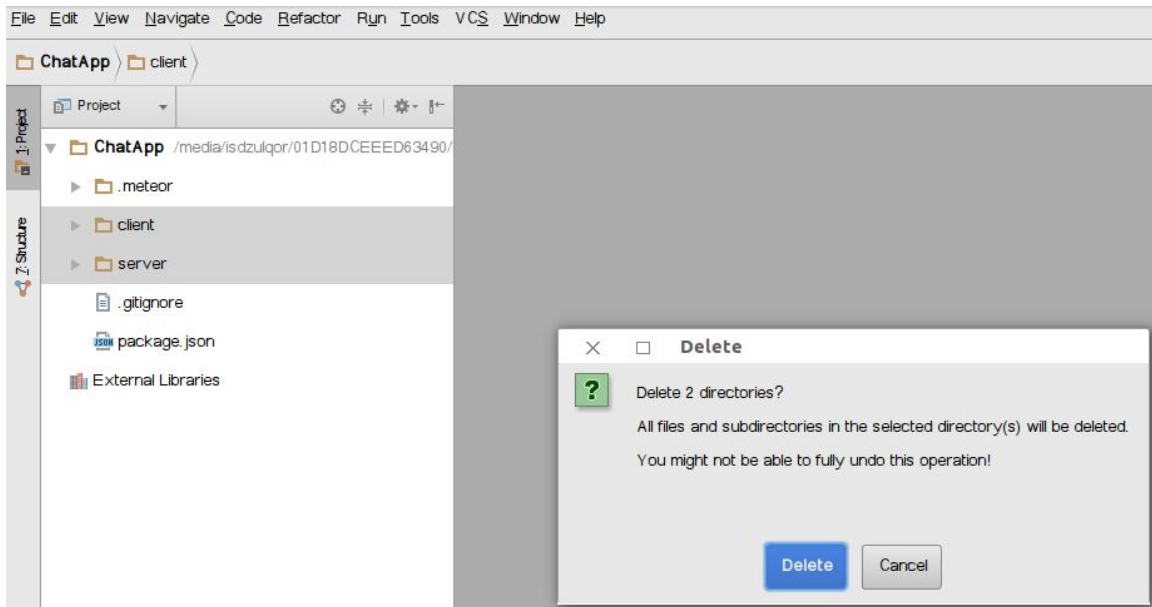 File Edit View Navigate Code Refactor Run Tools VCS Window Help
ChatApp client
1: Project
Project
ChatApp /media/isdzulqor/01D18DCEEED63490/
.meteor
client
7: Structure
server
.gitignore
JSON package.json
External Libraries
Delete
? Delete 2 directories?
All files and subdirectories in the selected directory(s) will be deleted.
You might not be able to fully undo this operation!
Delete Cancel